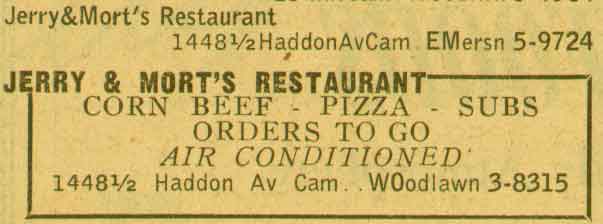 Jerry&Mort's Restaurant
1448½HaddonAvCam EMersn 5-9724
JERRY & MORT'S RESTAURANT
CORN BEEF - PIZZA - SUBS
ORDERS TO GO
AIR CONDITIONED
1448½ Haddon Av Cam . . WOodlawn 3-8315